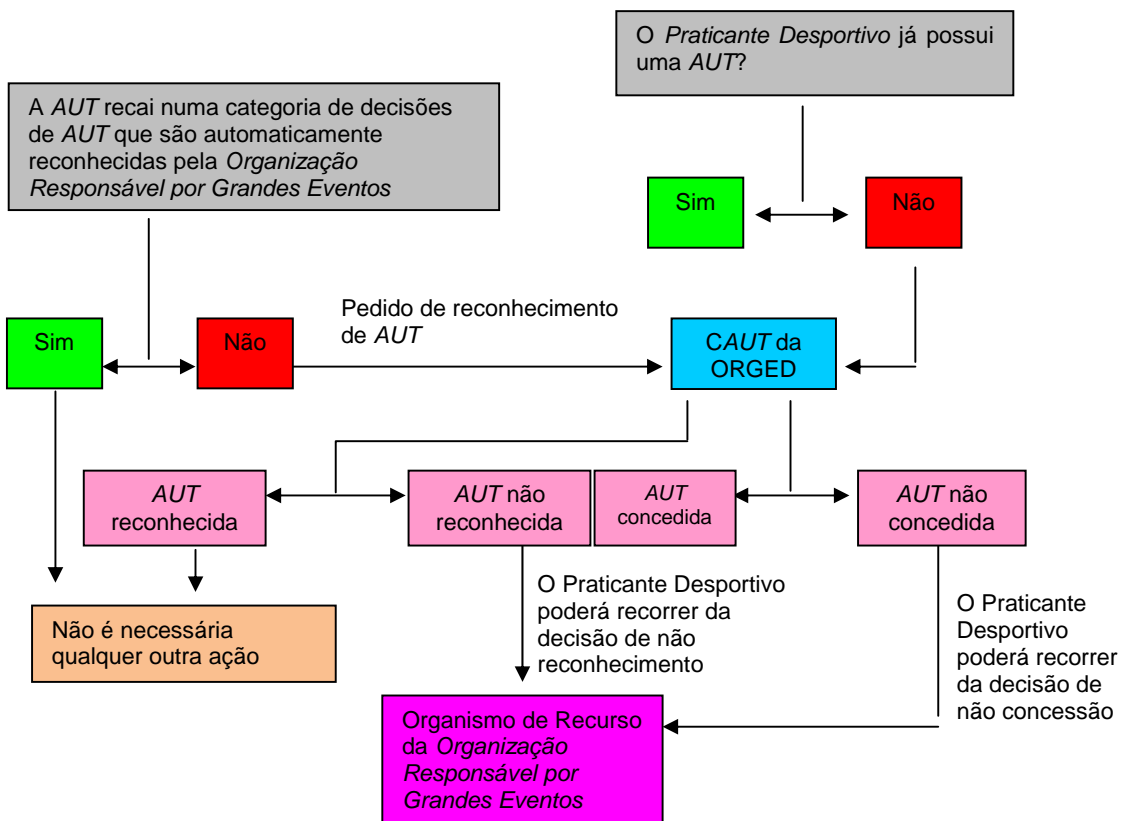 O Praticante Desportivo já possui
uma AUT?
A AUT recai numa categoria de decisões
de AUT que são automaticamente
reconhecidas pela Organização
Responsável por Grandes Eventos
Sim
Não
Pedido de reconhecimento
de AUT
Sim
Não
CAUT da
ORGED
AUT
reconhecida
AUT não
reconhecida
AUT
concedida
AUT não
concedida
O Praticante Desportivo
poderá recorrer da
decisão de não
reconhecimento
O Praticante
Desportivo
poderá recorrer
da decisão de
não concessão
Não é necessária
qualquer outra ação
Organismo de Recurso
da Organização
Responsável por
Grandes Eventos